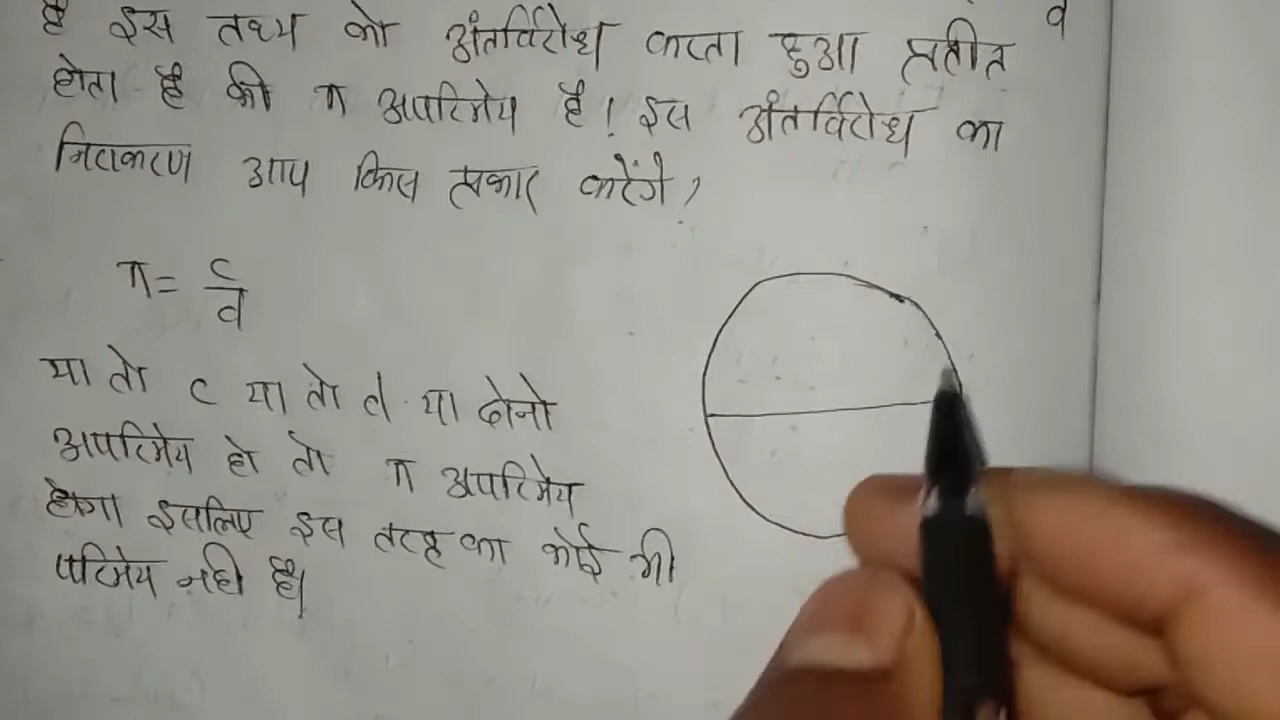 है इस तथ्य को अंतर्विरोध करता हुआ प्रतीत
होता है की π अपरिमेय है! इस अंतर्विरोध का
निराकरण आप किस प्रकार करेंगे?
π = c/d
या तो c या तो d या दोनो
अपरिमेय हो तो π अपरिमेय
होगा इसलिए इस तरह का कोई भी
परिमेय नही है।